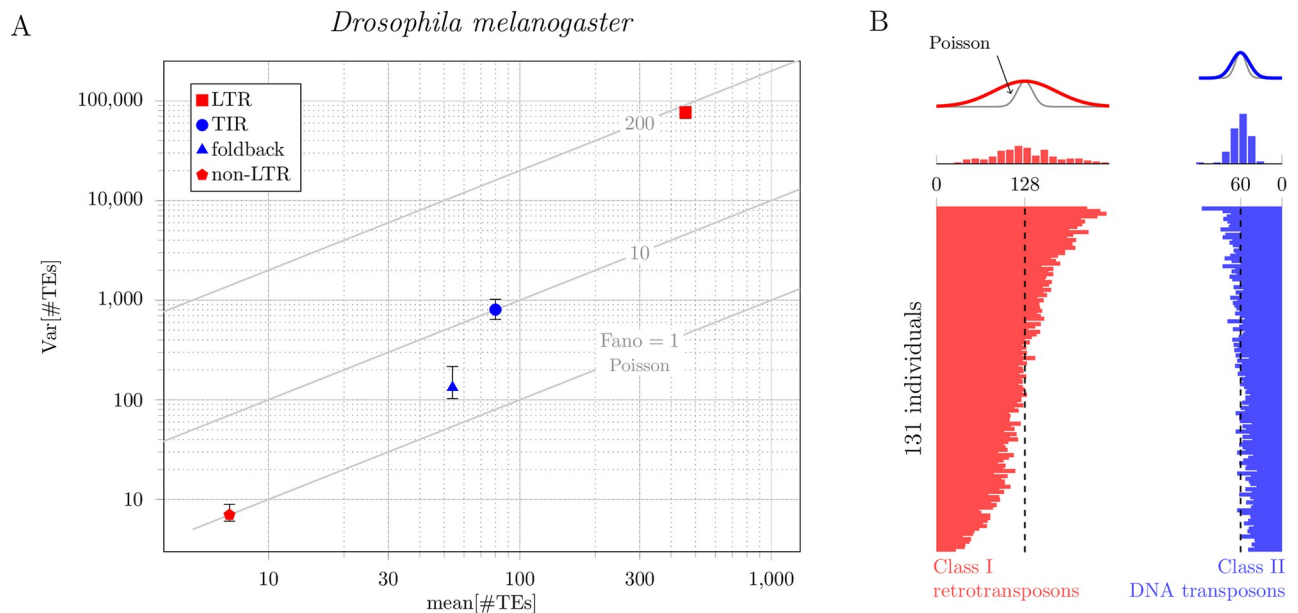 A
Drosophila melanogaster
LTR
TIR
foldback
non-LTR
200
10
Fano = 1
Poisson
100,000
10,000
1,000
100
10
Var[#TEs]
10
30
100
300
1,000
mean[#TEs]
B
Poisson
0
128
60
0
131 individuals
Class I
retrotransposons
Class II
DNA transposons